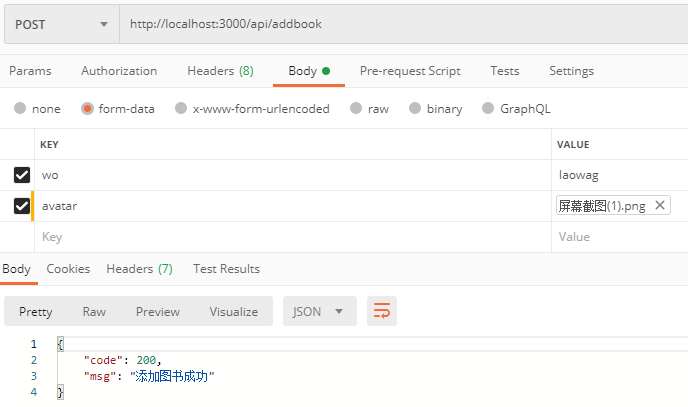 POST http://localhost:3000/api/addbook
Params Authorization Headers (8) Body Pre-request Script Tests Settings
none form-data x-www-form-urlencoded raw binary GraphQL
KEY VALUE
wo laowag
avatar 屏幕截图(1).png
Key Value
Body Cookies Headers (7) Test Results
Pretty Raw Preview Visualize JSON
1 {
2 "code": 200,
3 "msg": "添加图书成功"
4 }